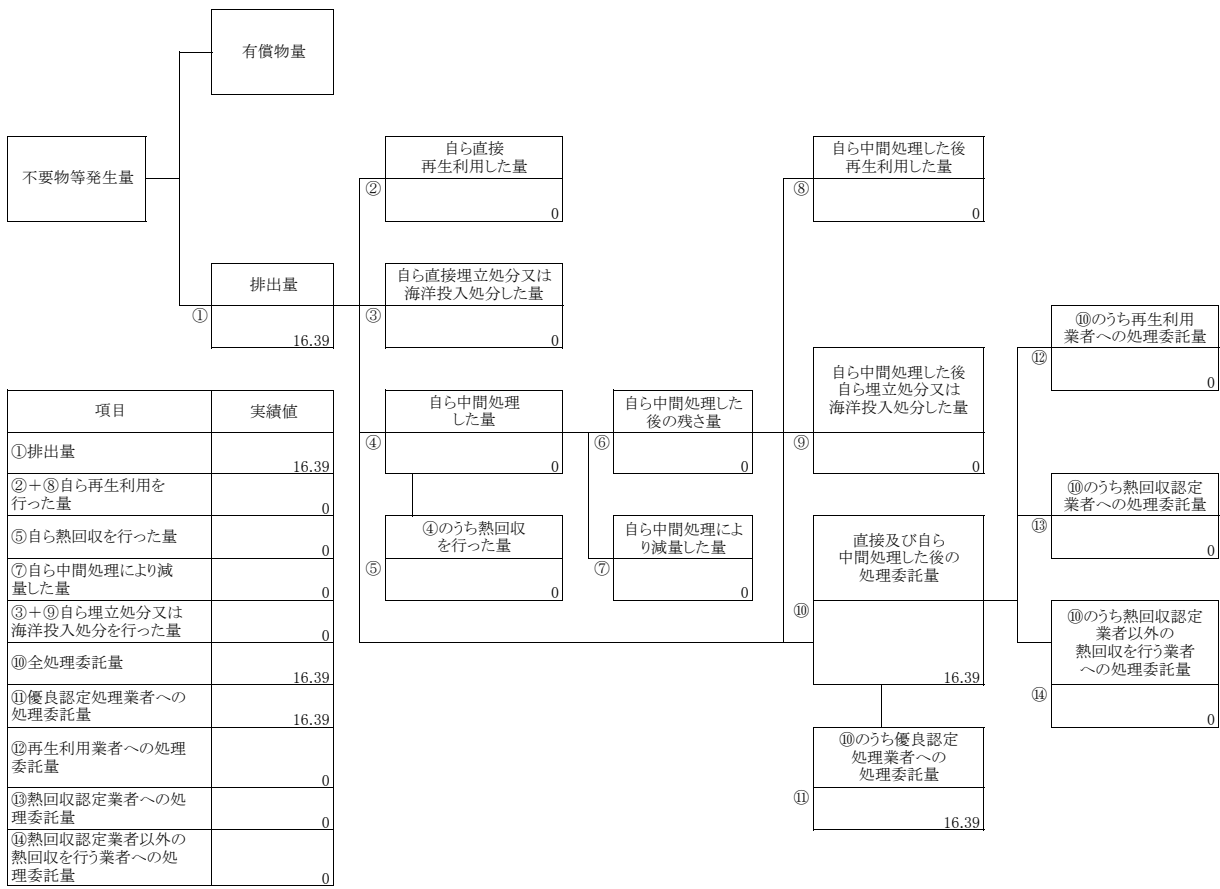 有償物量
不要物等発生量
自ら直接
再生利用した量
②
0
自ら中間処理した後
再生利用した量
⑧
0
排出量
①
16.39
自ら直接埋立処分又は
海洋投入処分した量
③
0
⑩のうち再生利用
業者への処理委託量
⑫
0
自ら中間処理
した量
④
0
自ら中間処理した
後の残さ量
⑥
0
自ら中間処理した後
自ら埋立処分又は
海洋投入処分した量
⑨
0
⑩のうち熱回収認定
業者への処理委託量
⑬
0
④のうち熱回収
を行った量
⑤
0
自ら中間処理によ
り減量した量
⑦
0
直接及び自ら
中間処理した後の
処理委託量
⑩
16.39
⑩のうち熱回収認定
業者以外の
熱回収を行う業者
への処理委託量
⑭
0
⑩のうち優良認定
処理業者への
処理委託量
⑪
16.39
項目 実績値
①排出量
16.39
②+⑧自ら再生利用を
行った量
0
⑤自ら熱回収を行った量
0
⑦自ら中間処理により減
量した量
0
③+⑨自ら埋立処分又は
海洋投入処分を行った量
0
⑩全処理委託量
16.39
⑪優良認定処理業者への
処理委託量
16.39
⑫再生利用業者への処理
委託量
0
⑬熱回収認定業者への処
理委託量
0
⑭熱回収認定業者以外の
熱回収を行う業者への処
理委託量
0